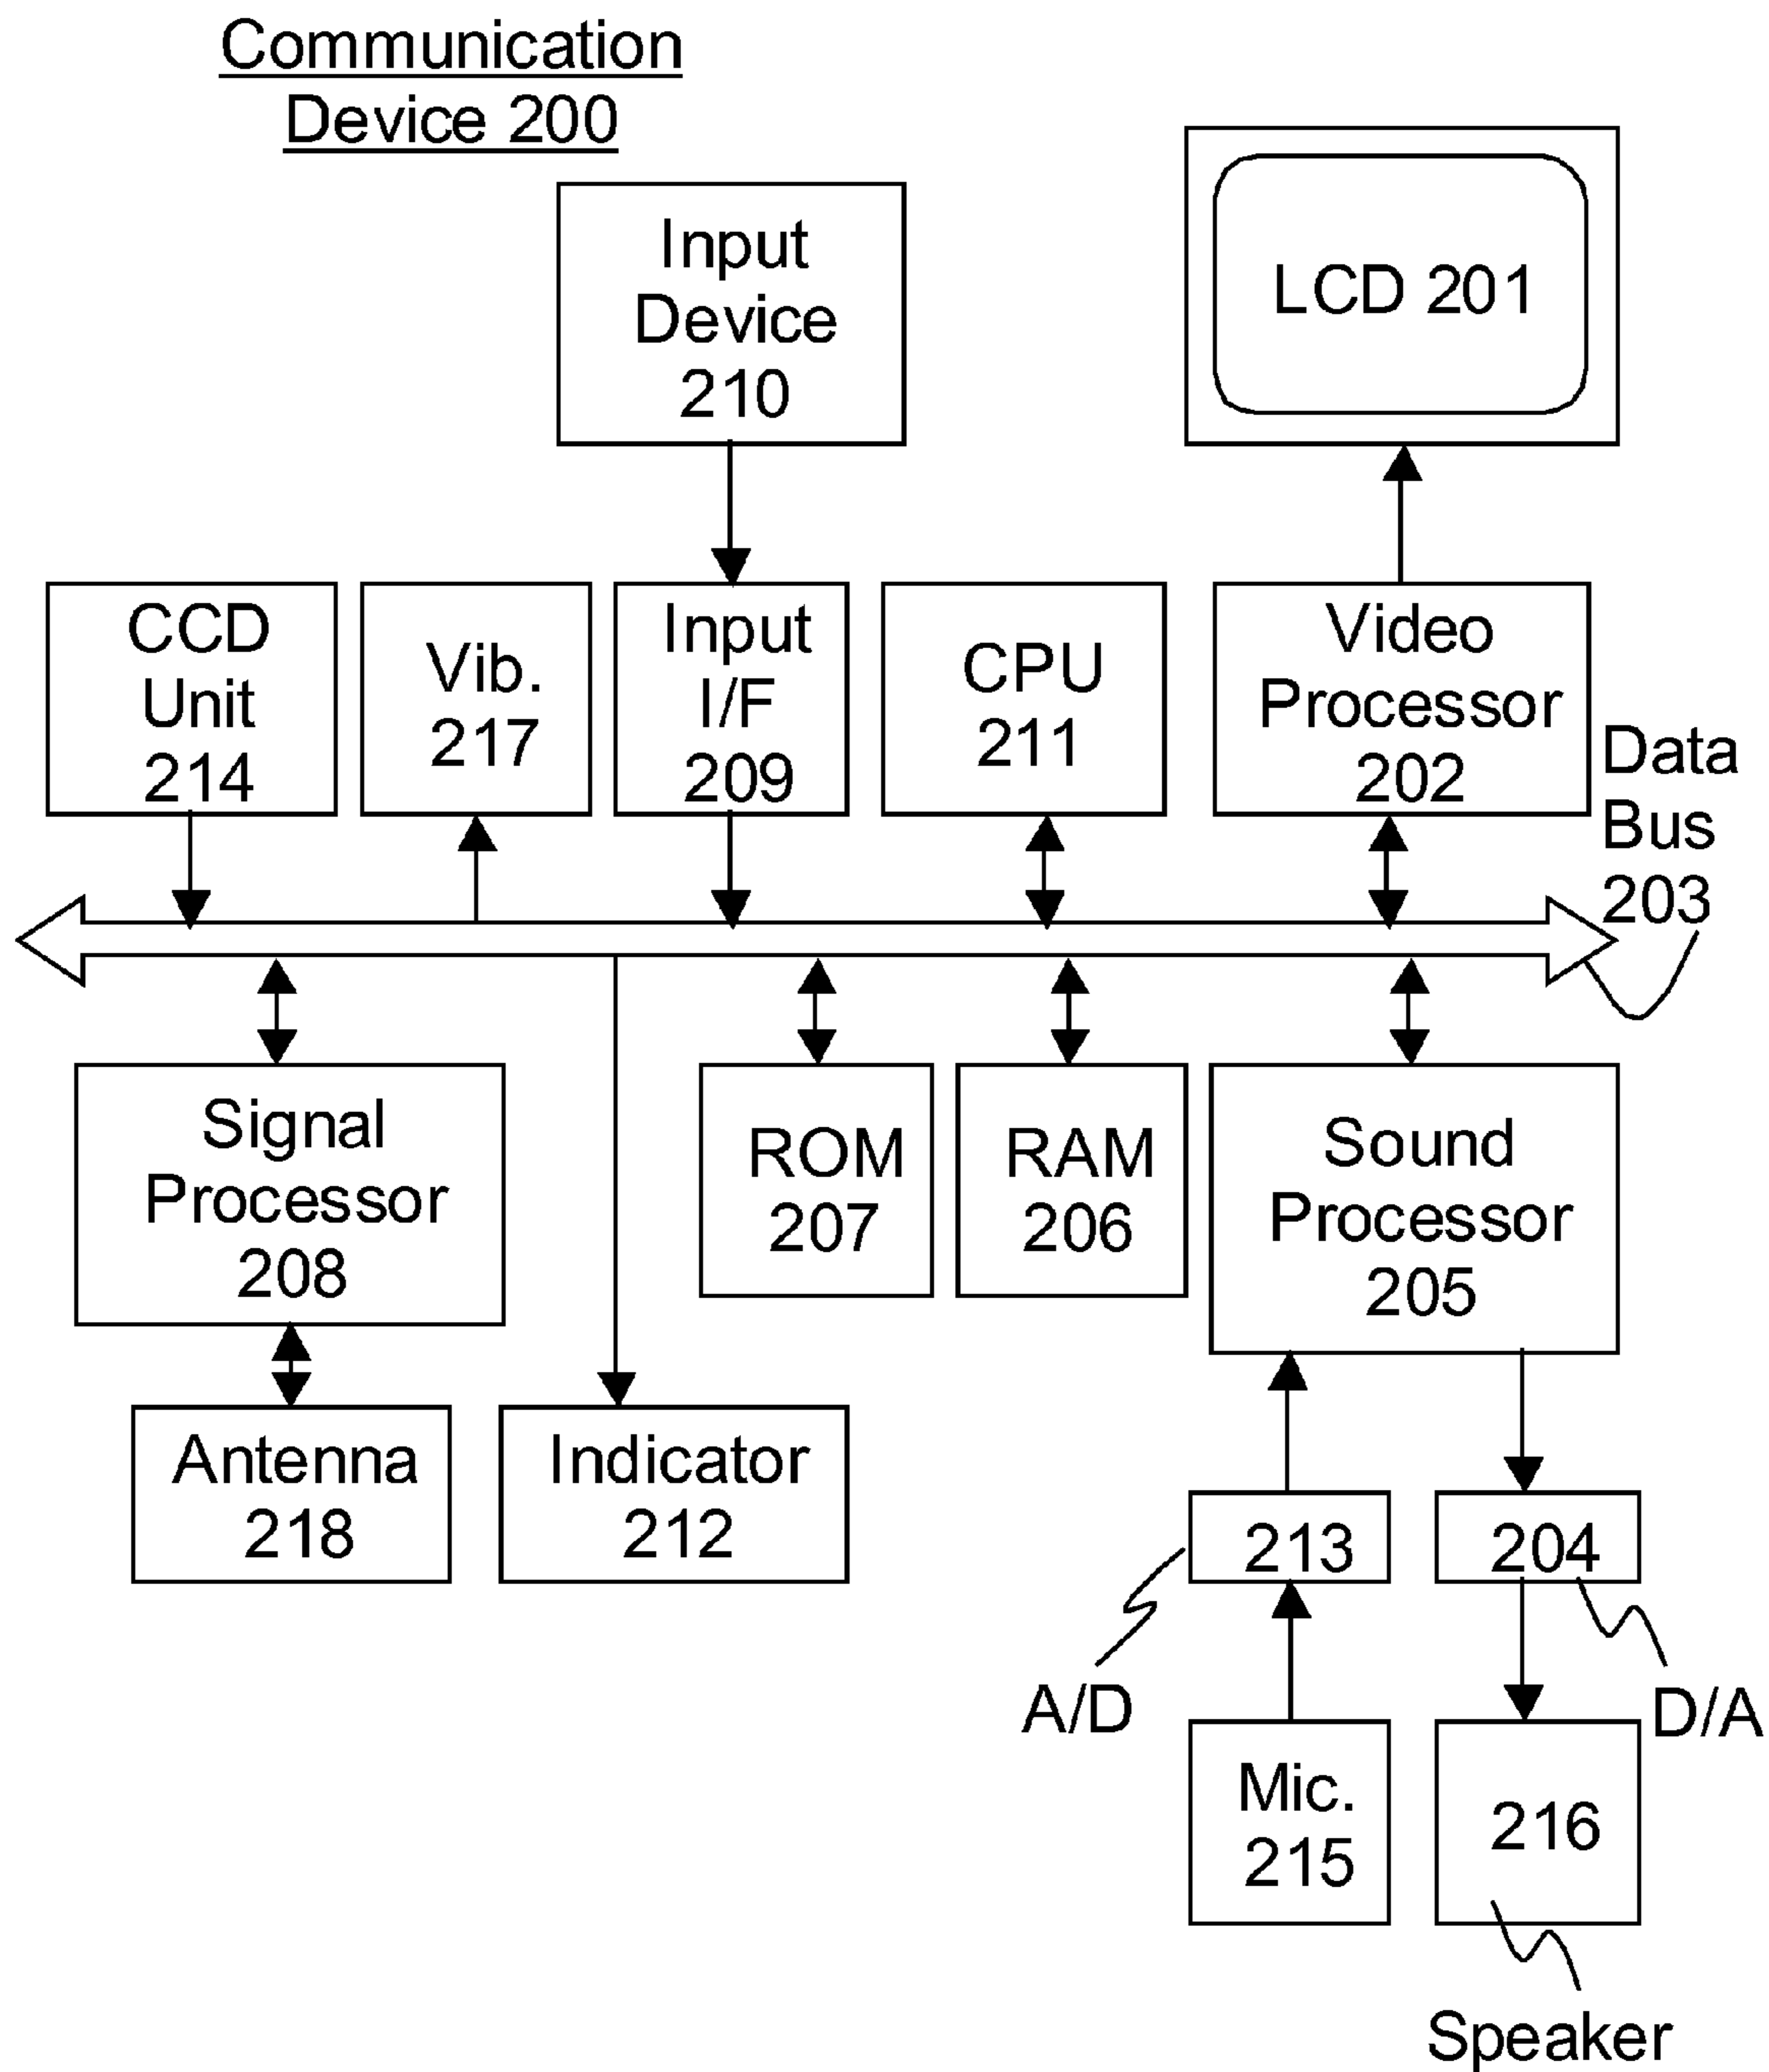 Communication
Device 200
Input
Device
210
LCD 201
CCD
Unit
214
Vib.
217
Input
I/F
209
CPU
211
Video
Processor
202
Data
Bus
203
Signal
Processor
208
ROM
207
RAM
206
Sound
Processor
205
Antenna
218
Indicator
212
213
204
A/D
D/A
Mic.
215
216
Speaker